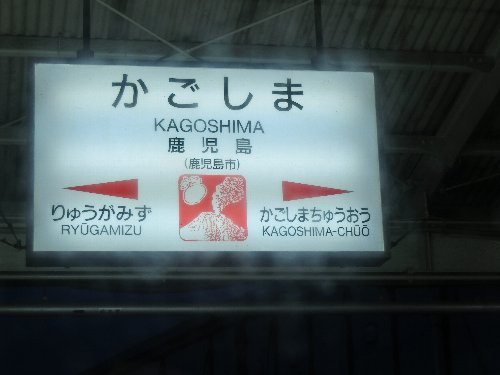 かごしま
KAGOSHIMA
鹿児島
(鹿児島市)
りゅうがみず
RYŪGAMIZU
かごしまちゅうおう
KAGOSHIMA-CHŪŌ